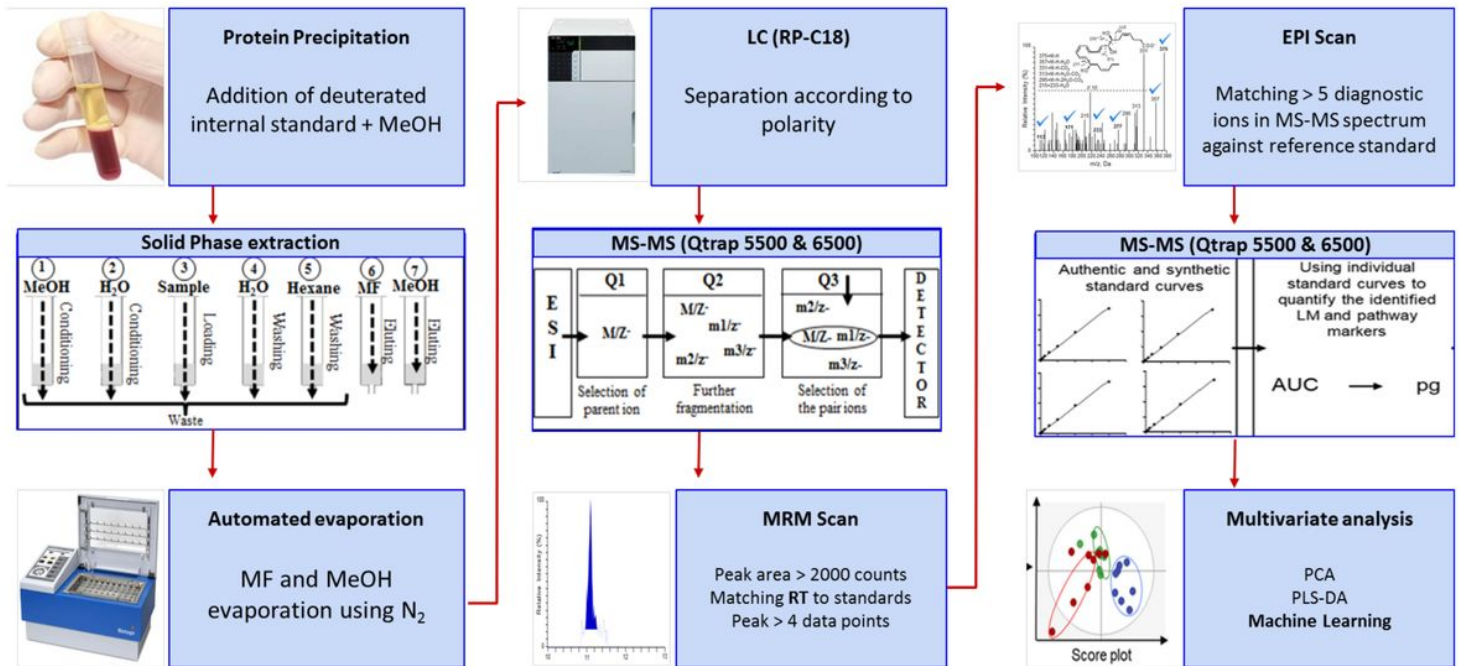 Protein Precipitation
Addition of deuterated
internal standard + MeOH
Solid Phase extraction
1 2 3 4 5 6 7
MeOH H₂O Sample H₂O Hexane MF MeOH
Conditioning
Conditioning
Loading
Washing
Washing
Eluting
Eluting
Waste
Automated evaporation
MF and MeOH
evaporation using N₂
LC (RP-C18)
Separation according to
polarity
MS-MS (Qtrap 5500 & 6500)
E
S
I
Q1
M/Z⁻
Selection of
parent ion
Q2
M/Z⁻
m1/z⁻
m3/z⁻
m2/z⁻
Further
fragmentation
Q3
m2/z-
M/Z- m1/z-
m3/z-
Selection of
the pair ions
D
E
T
E
C
T
O
R
Relative Intensity (%)
MRM Scan
Peak area > 2000 counts
Matching RT to standards
Peak > 4 data points
Relative Intensity (%)
m/z, Da
EPI Scan
Matching > 5 diagnostic
ions in MS-MS spectrum
against reference standard
MS-MS (Qtrap 5500 & 6500)
Authentic and synthetic
standard curves
Using individual
standard curves to
quantify the identified
LM and pathway
markers
AUC
pg
Score plot
Multivariate analysis
PCA
PLS-DA
Machine Learning